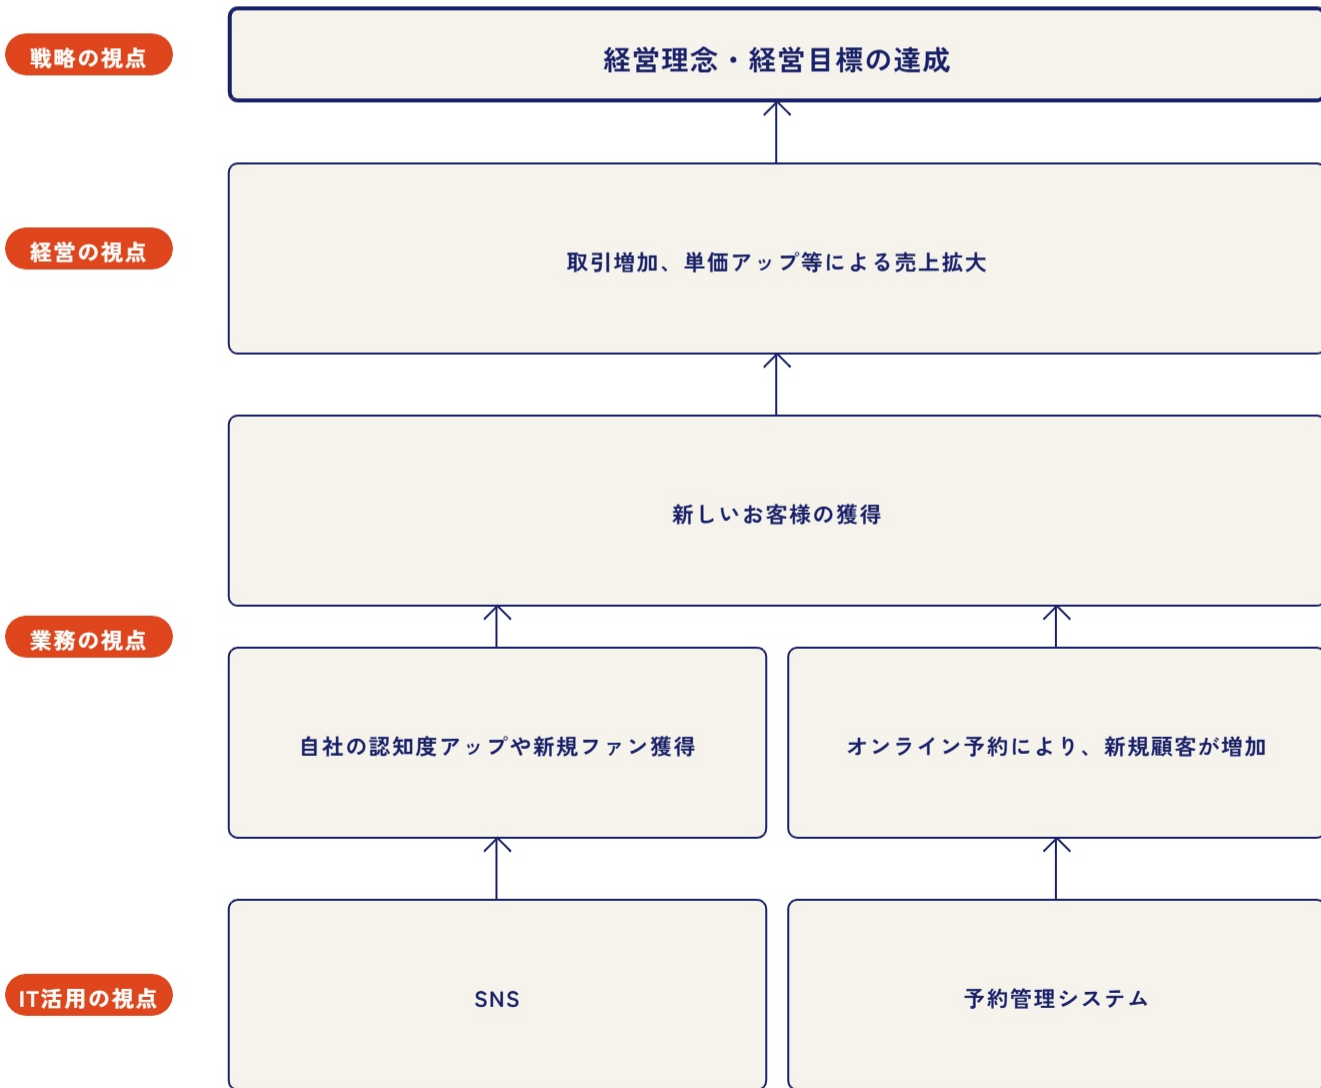 戦略の視点
経営理念・経営目標の達成
経営の視点
取引増加、単価アップ等による売上拡大
新しいお客様の獲得
業務の視点
自社の認知度アップや新規ファン獲得
オンライン予約により、新規顧客が増加
IT活用の視点
SNS
予約管理システム